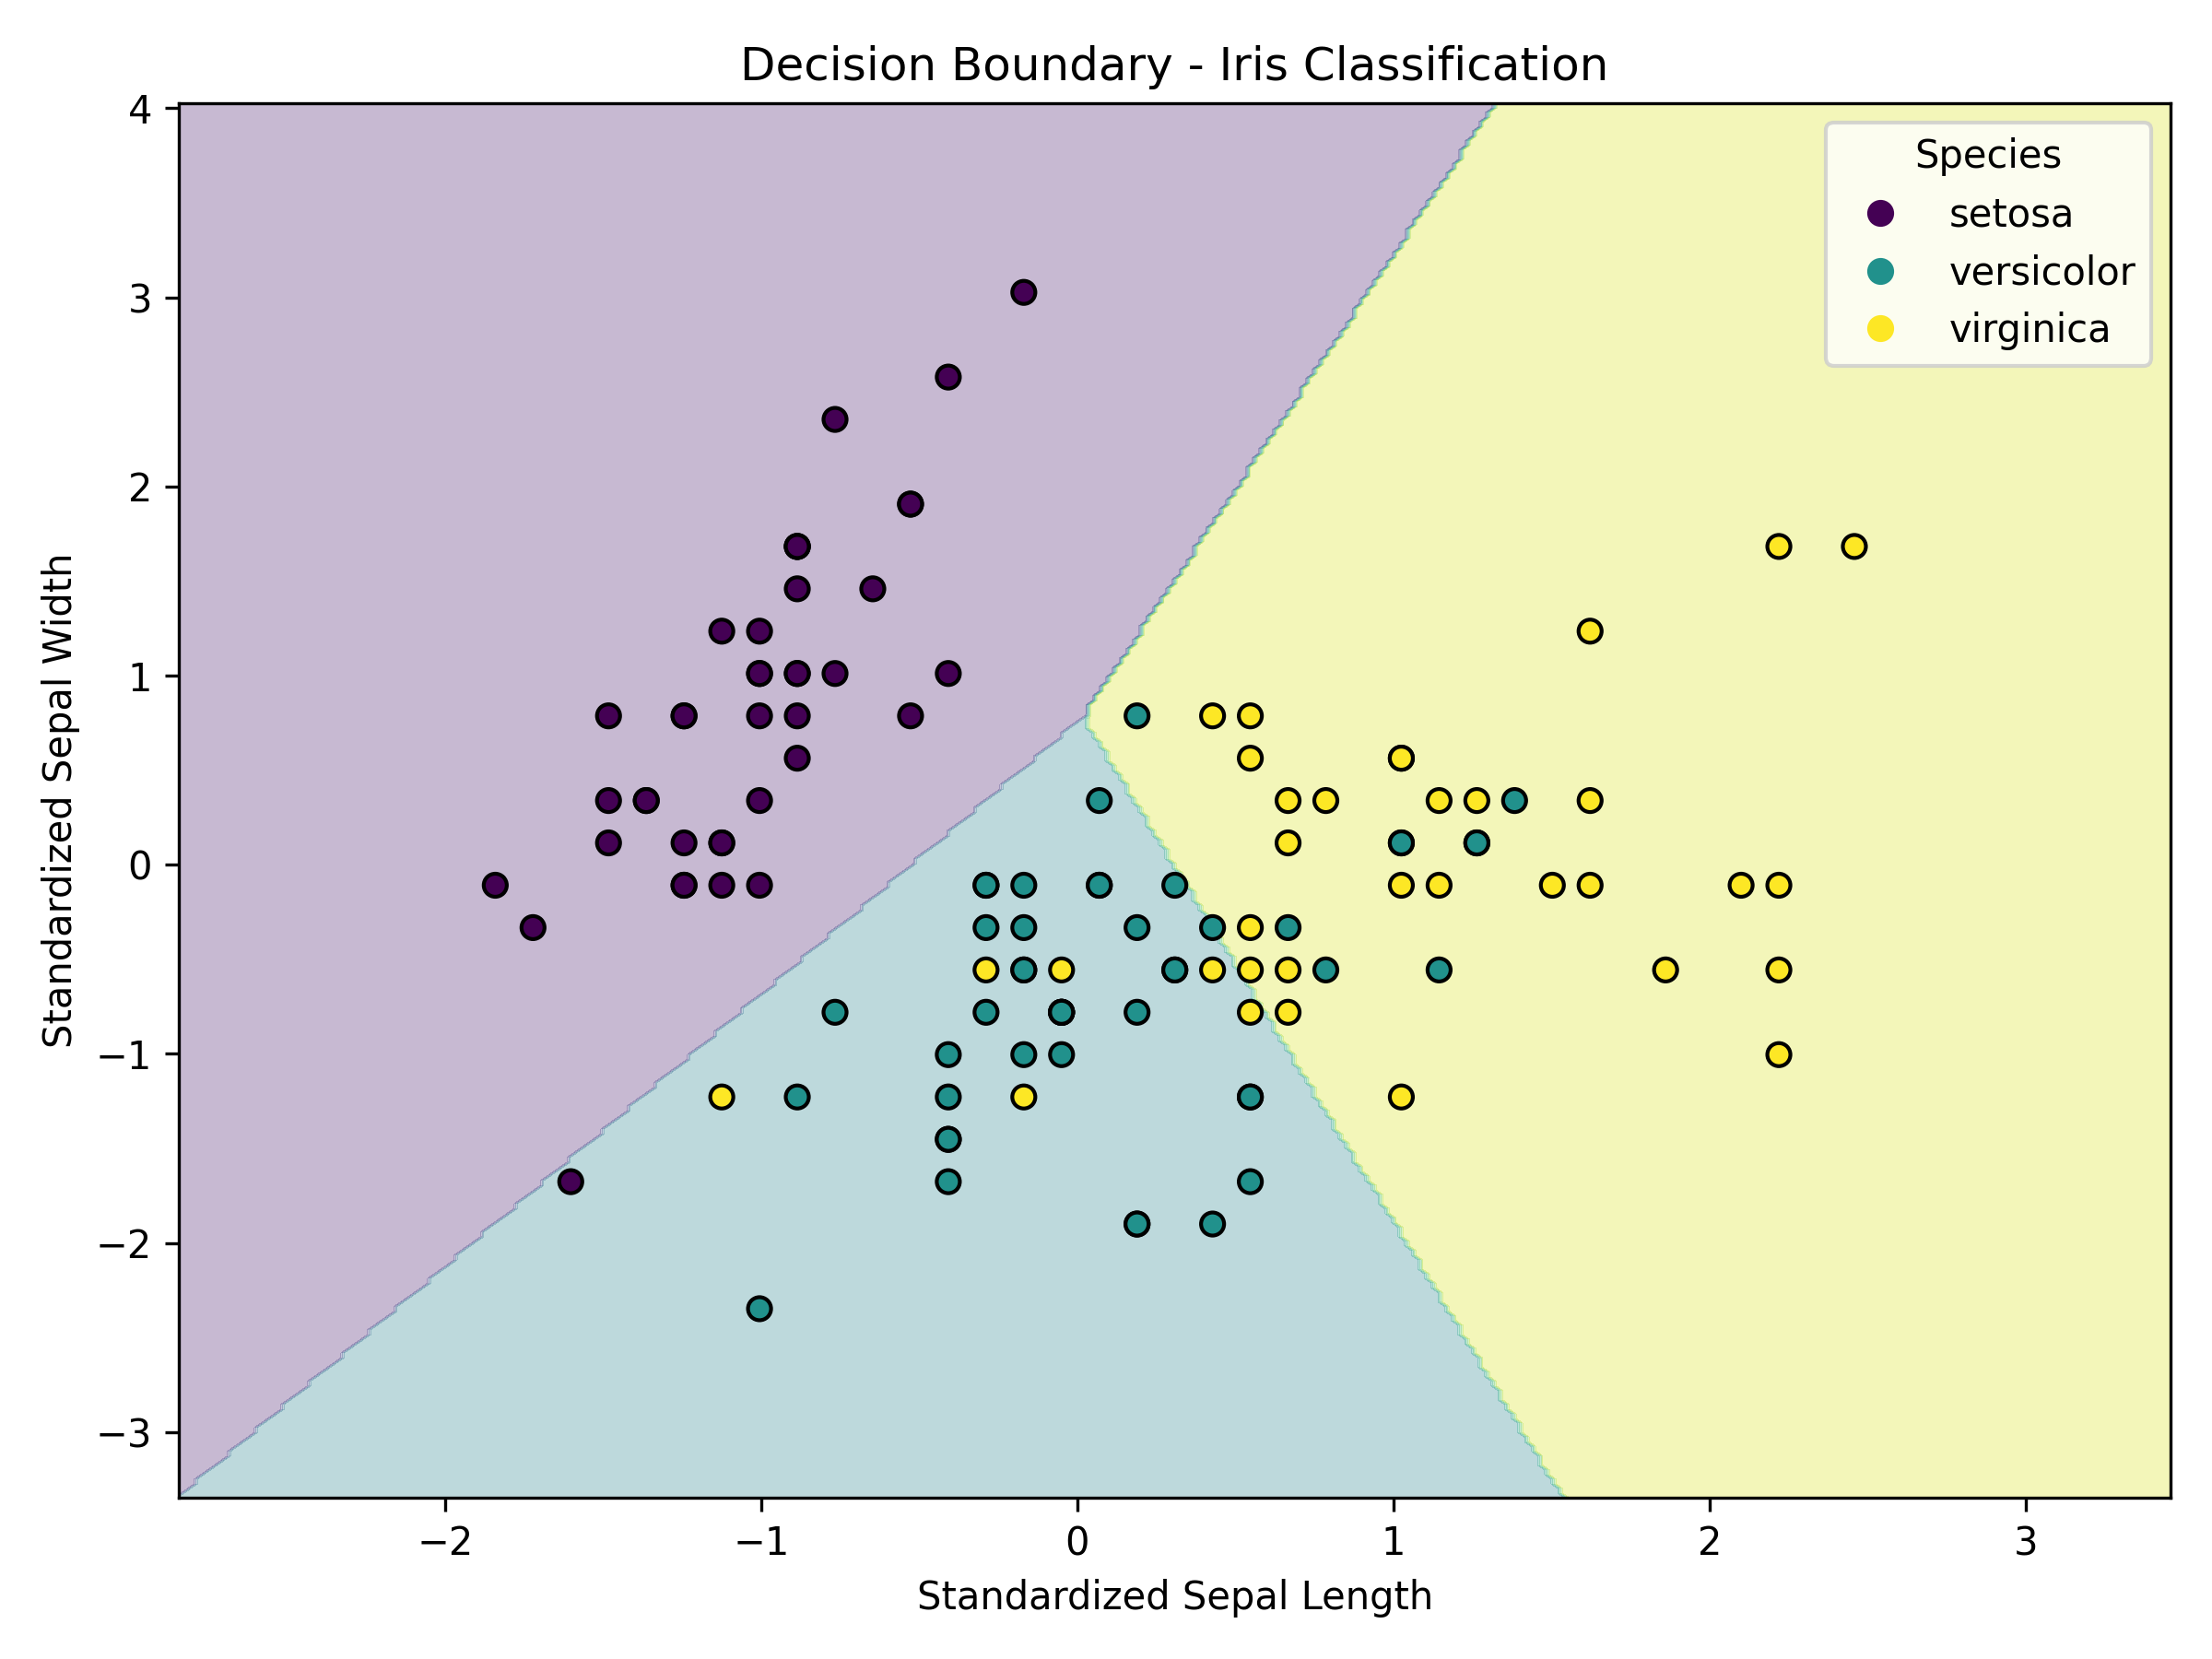 Decision Boundary - Iris Classification
4
3
2
1
0
−1
−2
−3
Standardized Sepal Width
Species
setosa
versicolor
virginica
−2 −1 0 1 2 3
Standardized Sepal Length